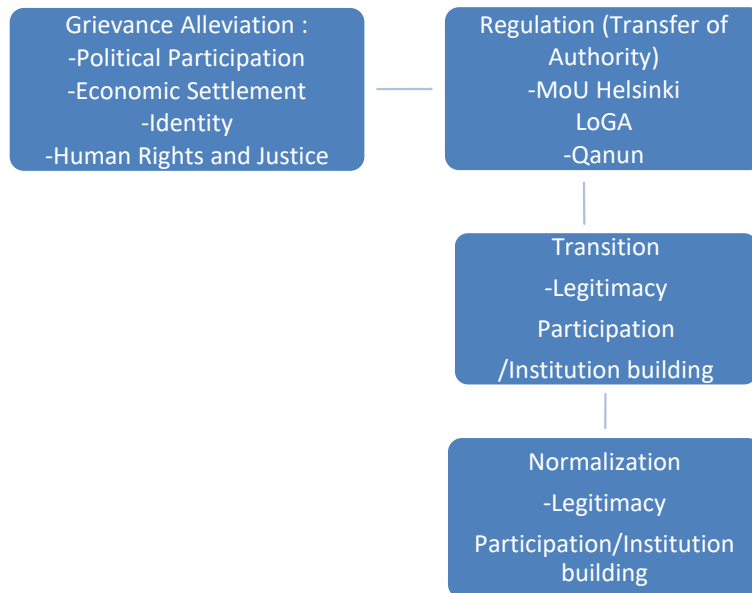 Grievance Alleviation :
-Political Participation
-Economic Settlement
-Identity
-Human Rights and Justice
Regulation (Transfer of
Authority)
-MoU Helsinki
LoGA
-Qanun
Transition
-Legitimacy
Participation
/Institution building
Normalization
-Legitimacy
Participation/Institution
building